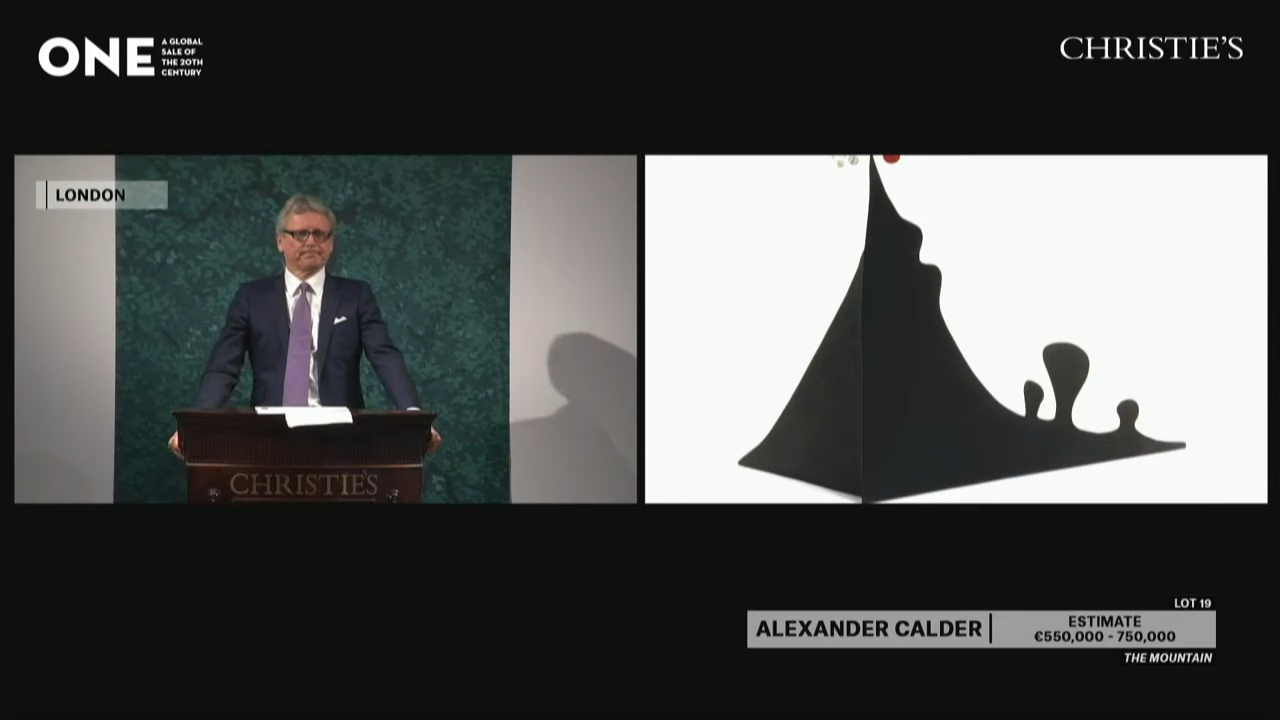 ONE
A GLOBAL
SALE OF
THE 20TH
CENTURY
CHRISTIE'S
LONDON
CHRISTIE'S
LOT 19
ALEXANDER CALDER
ESTIMATE
€550,000 - 750,000
THE MOUNTAIN